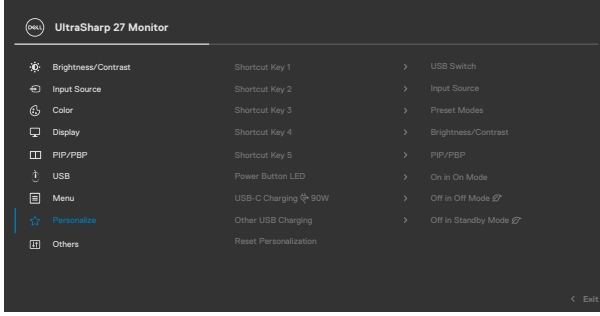 DELL UltraSharp 27 Monitor
Brightness/Contrast Shortcut Key 1 > USB Switch
Input Source Shortcut Key 2 > Input Source
Color Shortcut Key 3 > Preset Modes
Display Shortcut Key 4 > Brightness/Contrast
PIP/PBP Shortcut Key 5 > PIP/PBP
USB Power Button LED > On in On Mode
Menu USB-C Charging 90W > Off in Off Mode
Personalize Other USB Charging > Off in Standby Mode
Others Reset Personalization
< Exit